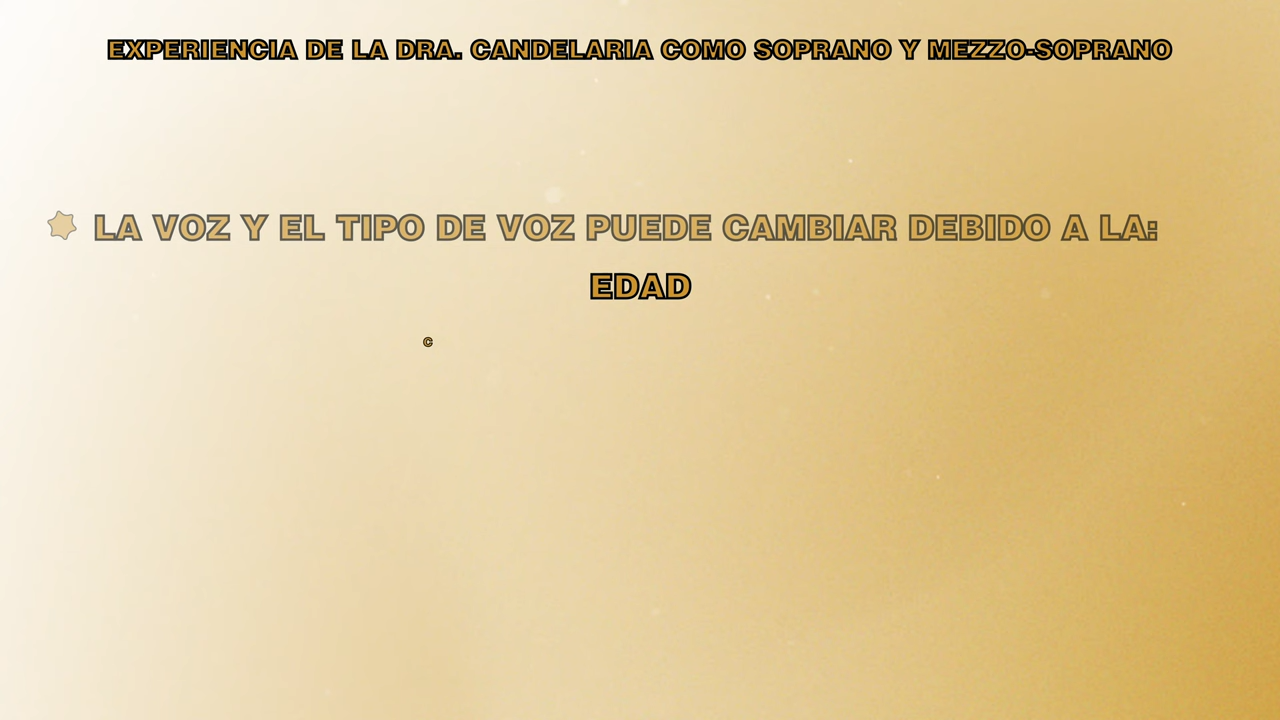 EXPERIENCIA DE LA DRA. CANDELARIA COMO SOPRANO Y MEZZO-SOPRANO
LA VOZ Y EL TIPO DE VOZ PUEDE CAMBIAR DEBIDO A LA:
EDAD
C